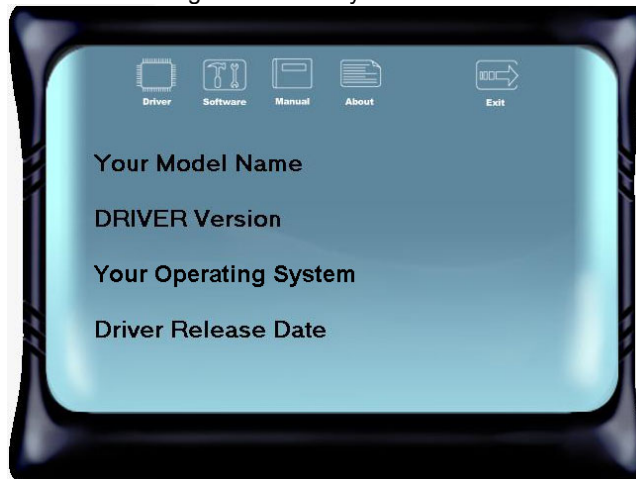 Driver Software Manual About Exit
Your Model Name
DRIVER Version
Your Operating System
Driver Release Date